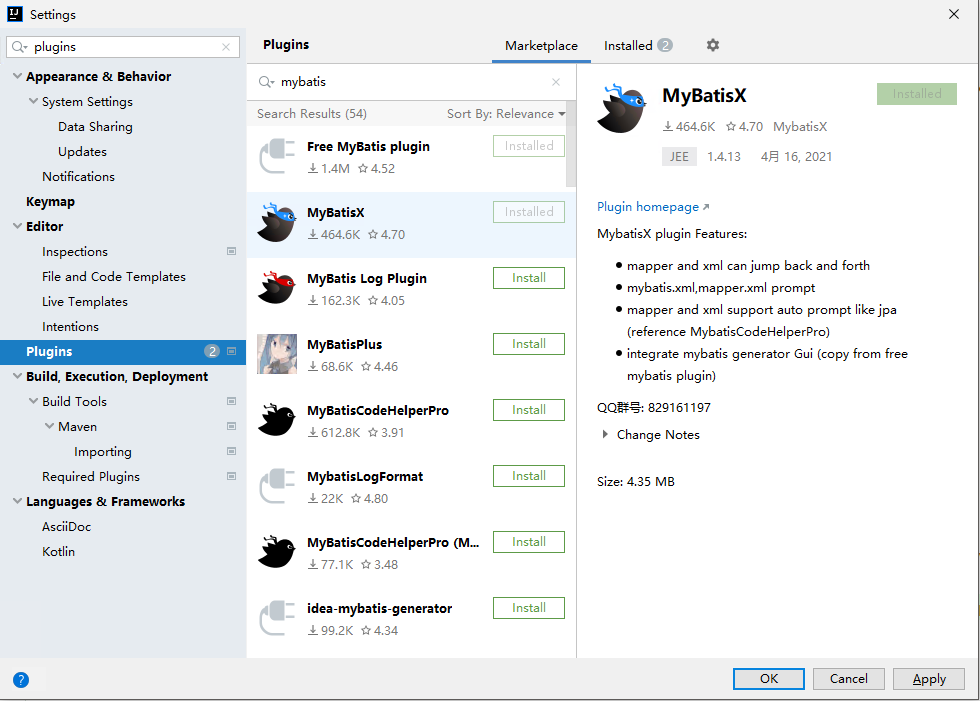 Settings
plugins
Appearance & Behavior
System Settings
Data Sharing
Updates
Notifications
Keymap
Editor
Inspections
File and Code Templates
Live Templates
Intentions
Plugins 2
Build, Execution, Deployment
Build Tools
Maven
Importing
Required Plugins
Languages & Frameworks
AsciiDoc
Kotlin
Plugins
Marketplace
Installed 2
mybatis
Search Results (54) Sort By: Relevance
Free MyBatis plugin Installed
1.4M 4.52
MyBatisX Installed
464.6K 4.70
MyBatis Log Plugin Install
162.3K 4.05
MyBatisPlus Install
68.6K 4.46
MyBatisCodeHelperPro Install
612.8K 3.91
MybatisLogFormat Install
22K 4.80
MyBatisCodeHelperPro (M... Install
77.1K 3.48
idea-mybatis-generator Install
99.2K 4.34
MyBatisX Installed
464.6K 4.70 MybatisX
JEE 1.4.13 4月 16, 2021
Plugin homepage
MybatisX plugin Features:
mapper and xml can jump back and forth
mybatis.xml,mapper.xml prompt
mapper and xml support auto prompt like jpa
(reference MybatisCodeHelperPro)
integrate mybatis generator Gui (copy from free
mybatis plugin)
QQ群号: 829161197
Change Notes
Size: 4.35 MB
?
OK Cancel Apply